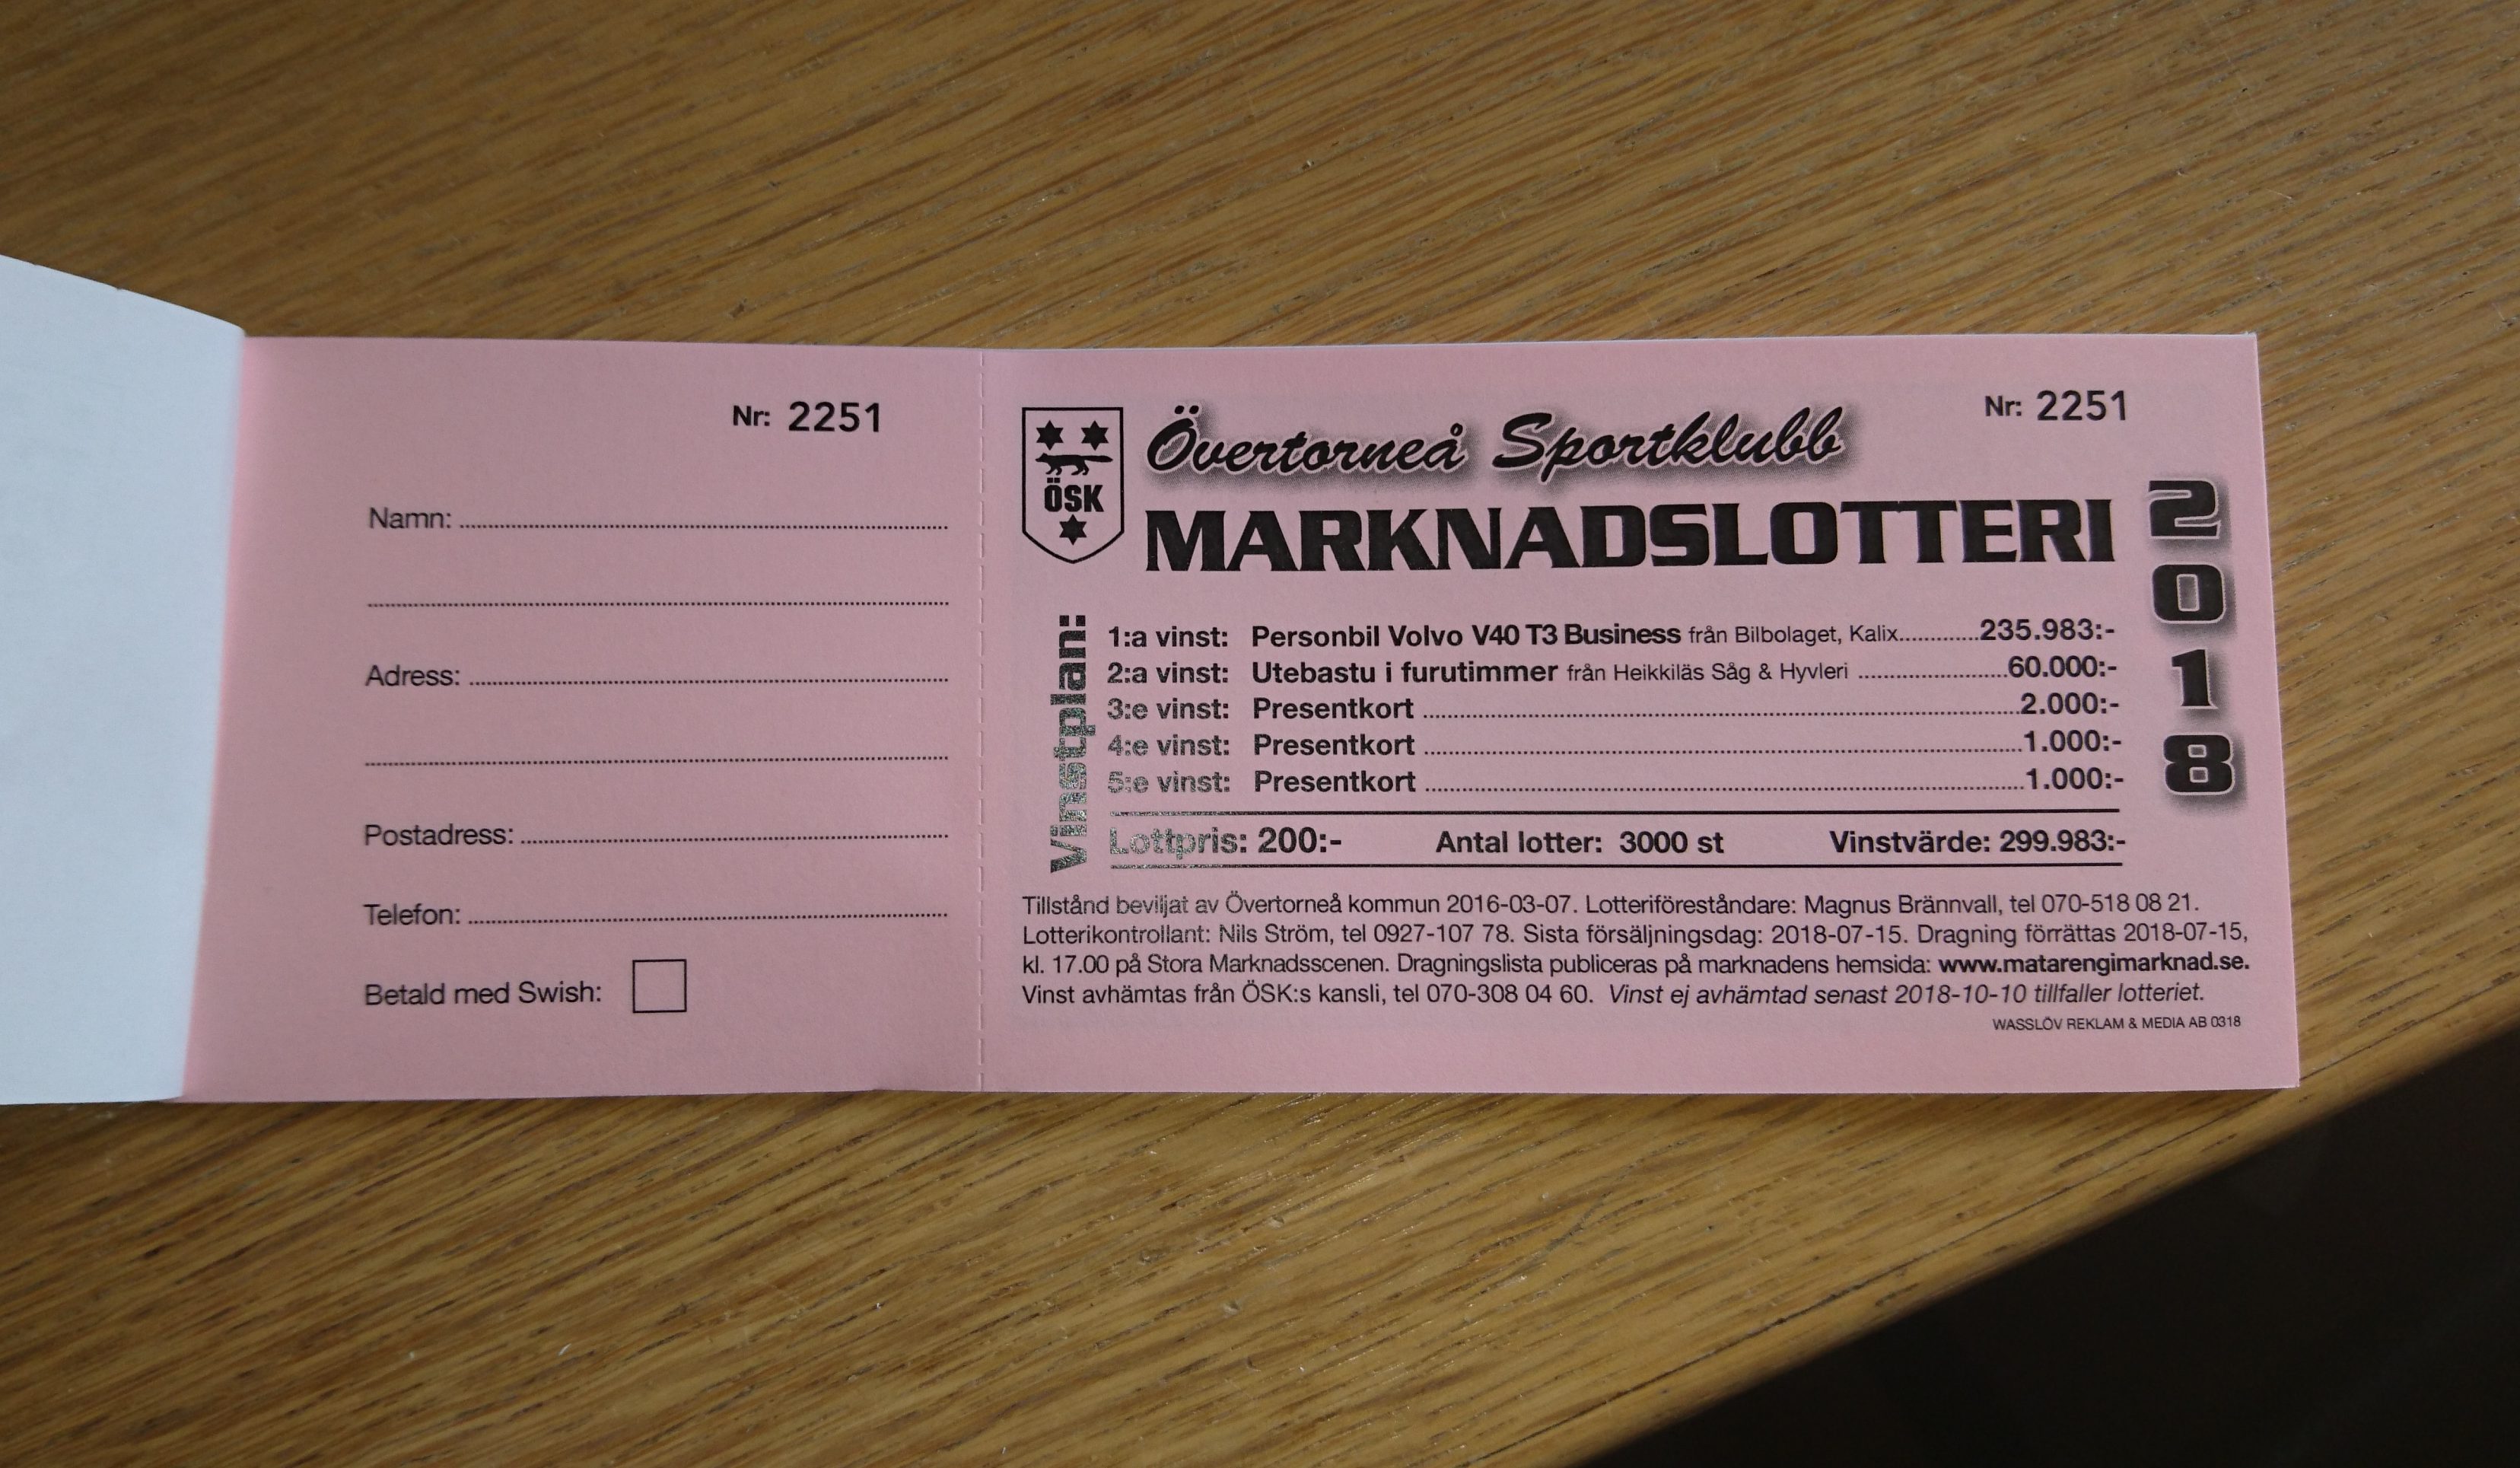 Nr: 2251
Namn:
Adress:
Postadress:
Telefon:
Betald med Swish:
ÖSK
Övertorneå Sportklubb
Nr: 2251
MARKNADSLOTTERI
2018
Vinstplan:
1:a vinst: Personbil Volvo V40 T3 Business från Bilbolaget, Kalix.............235.983:-
2:a vinst: Utebastu i furutimmer från Heikkiläs Såg & Hyvleri ........................60.000:-
3:e vinst: Presentkort ........................2.000:-
4:e vinst: Presentkort ........................1.000:-
5:e vinst: Presentkort ........................1.000:-
Lottpris: 200:- Antal lotter: 3000 st Vinstvärde: 299.983:-
Tillstånd beviljat av Övertorneå kommun 2016-03-07. Lotteriföreståndare: Magnus Brännvall, tel 070-518 08 21.
Lotterikontrollant: Nils Ström, tel 0927-107 78. Sista försäljningsdag: 2018-07-15. Dragning förrättas 2018-07-15,
kl. 17.00 på Stora Marknadsscenen. Dragningslista publiceras på marknadens hemsida: www.matarengimarknad.se.
Vinst avhämtas från ÖSK:s kansli, tel 070-308 04 60. Vinst ej avhämtad senast 2018-10-10 tillfaller lotteriet.
WASSLÖV REKLAM & MEDIA AB 0318